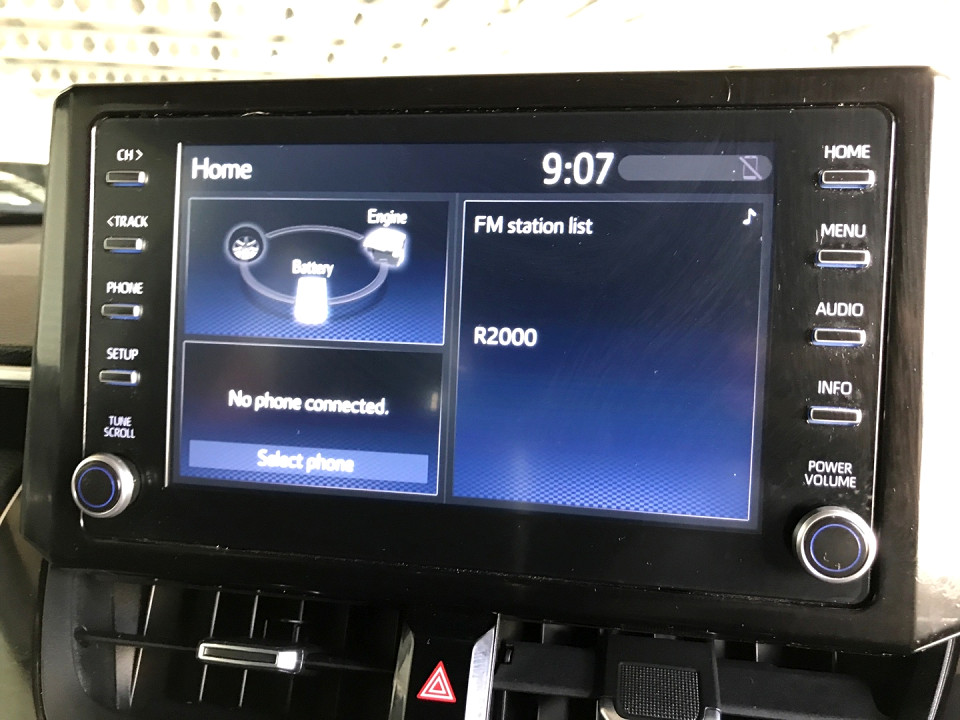 CH >
< TRACK
PHONE
SETUP
TUNE
SCROLL
Home
9:07
Engine
Battery
No phone connected.
Select phone
FM station list
R2000
HOME
MENU
AUDIO
INFO
POWER
VOLUME